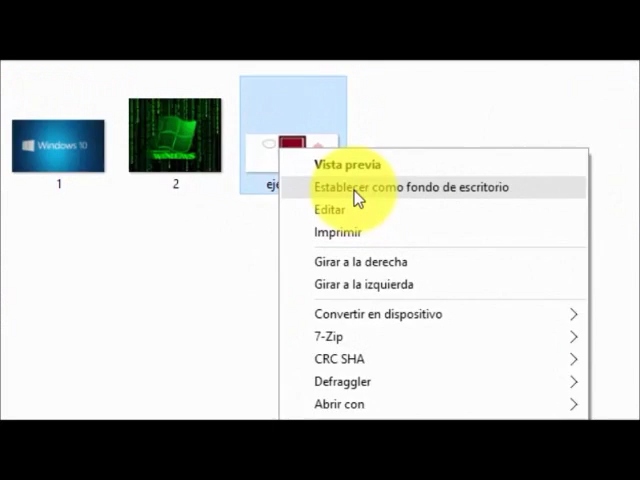 Windows 10
WINDOWS
1
2
Vista previa
Establecer como fondo de escritorio
Editar
Imprimir
Girar a la derecha
Girar a la izquierda
Convertir en dispositivo
7-Zip
CRC SHA
Defraggler
Abrir con